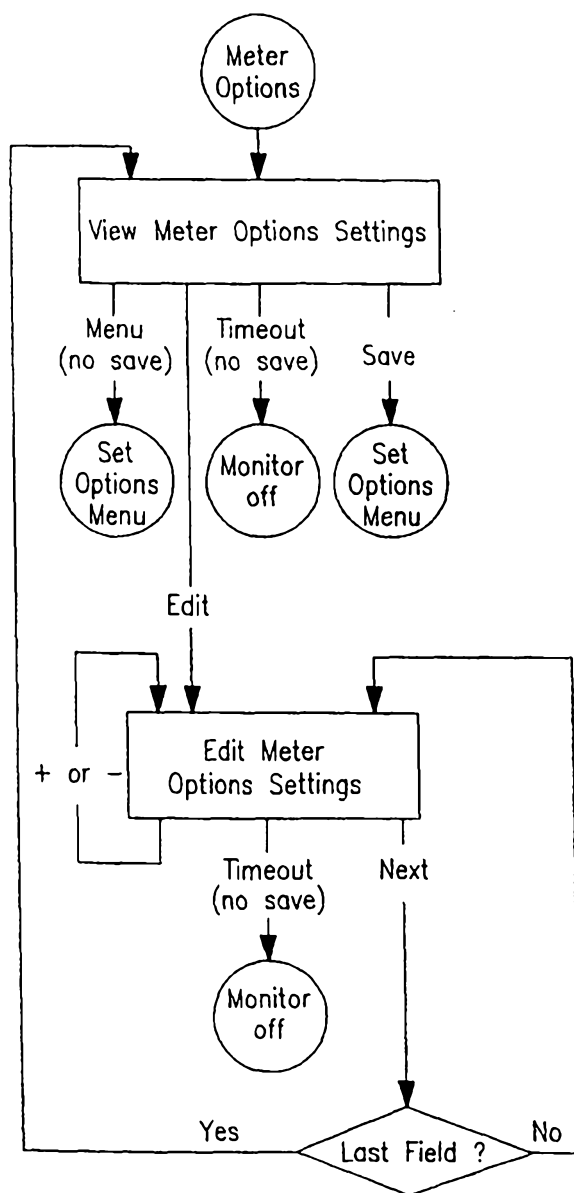 Meter
Options
View Meter Options Settings
Menu
(no save)
Timeout
(no save)
Save
Set
Options
Menu
Monitor
off
Set
Options
Menu
Edit
+ or -
Edit Meter
Options Settings
Timeout
(no save)
Next
Monitor
off
Yes
Last Field ?
No